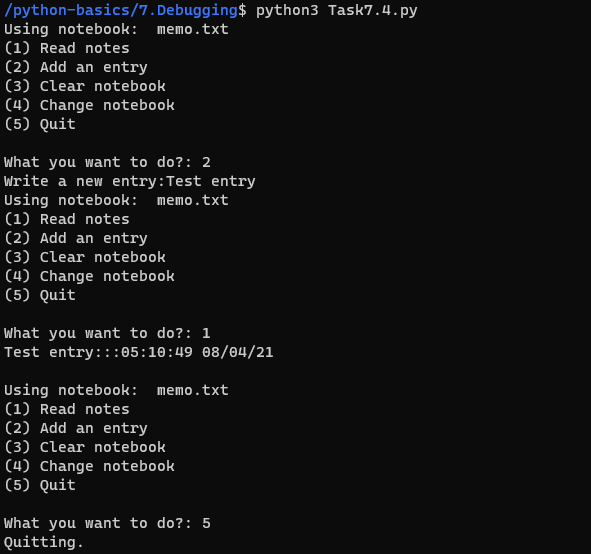 /python-basics/7.Debugging$ python3 Task7.4.py
Using notebook:  memo.txt
(1) Read notes
(2) Add an entry
(3) Clear notebook
(4) Change notebook
(5) Quit
What you want to do?: 2
Write a new entry:Test entry
Using notebook:  memo.txt
(1) Read notes
(2) Add an entry
(3) Clear notebook
(4) Change notebook
(5) Quit
What you want to do?: 1
Test entry:::05:10:49 08/04/21
Using notebook:  memo.txt
(1) Read notes
(2) Add an entry
(3) Clear notebook
(4) Change notebook
(5) Quit
What you want to do?: 5
Quitting.